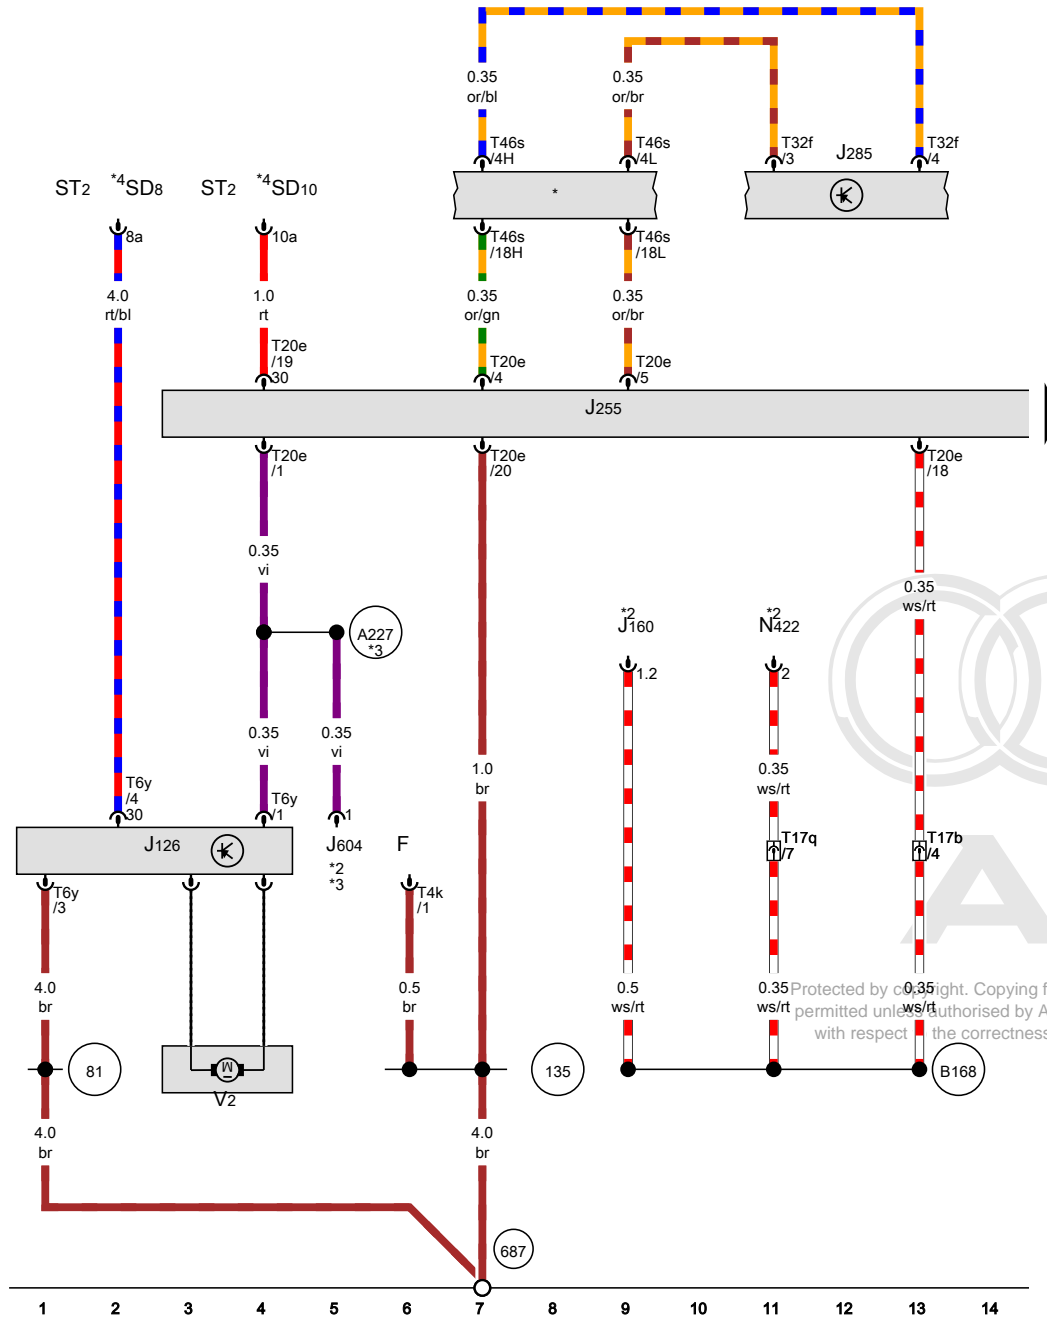 0.35
or/bl
0.35
or/br
T46s
/4H
T46s
/4L
T32f
/3
J285
T32f
/4
ST2 *4SD8
ST2 *4SD10
*
8a
10a
T46s
/18H
T46s
/18L
4.0
rt/bl
1.0
rt
0.35
or/gn
0.35
or/br
T20e
/19
30
T20e
/4
T20e
/5
J255
T20e
/1
T20e
/20
T20e
/18
0.35
vi
0.35
ws/rt
A227
*3
*2
J160
*2
N422
1.2
2
0.35
vi
0.35
vi
1.0
br
0.35
ws/rt
T6y
/4
30
T6y
/1
1
J126
J604
*2
*3
F
T17q
/7
T17b
/4
T6y
/3
T4k
/1
A
4.0
br
0.5
br
0.5
ws/rt
0.35
ws/rt
0.35
ws/rt
Protected by copyright. Copying f
permitted unless authorised by A
with respect the correctness
81
M
V2
135
B168
4.0
br
4.0
br
687
1 2 3 4 5 6 7 8 9 10 11 12 13 14